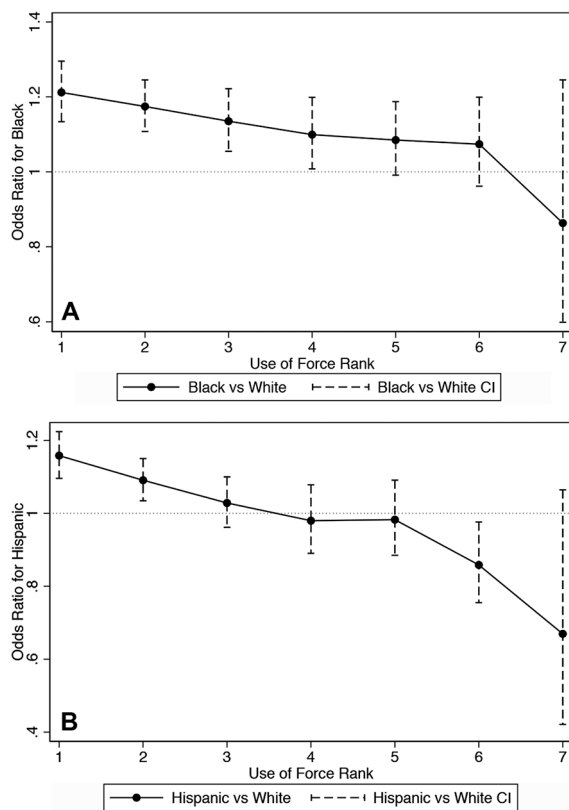 1.4
1.2
1
.8
.6
Odds Ratio for Black
A
1 2 3 4 5 6 7
Use of Force Rank
Black vs White Black vs White CI
1.2
1
.8
.6
.4
Odds Ratio for Hispanic
B
1 2 3 4 5 6 7
Use of Force Rank
Hispanic vs White Hispanic vs White CI